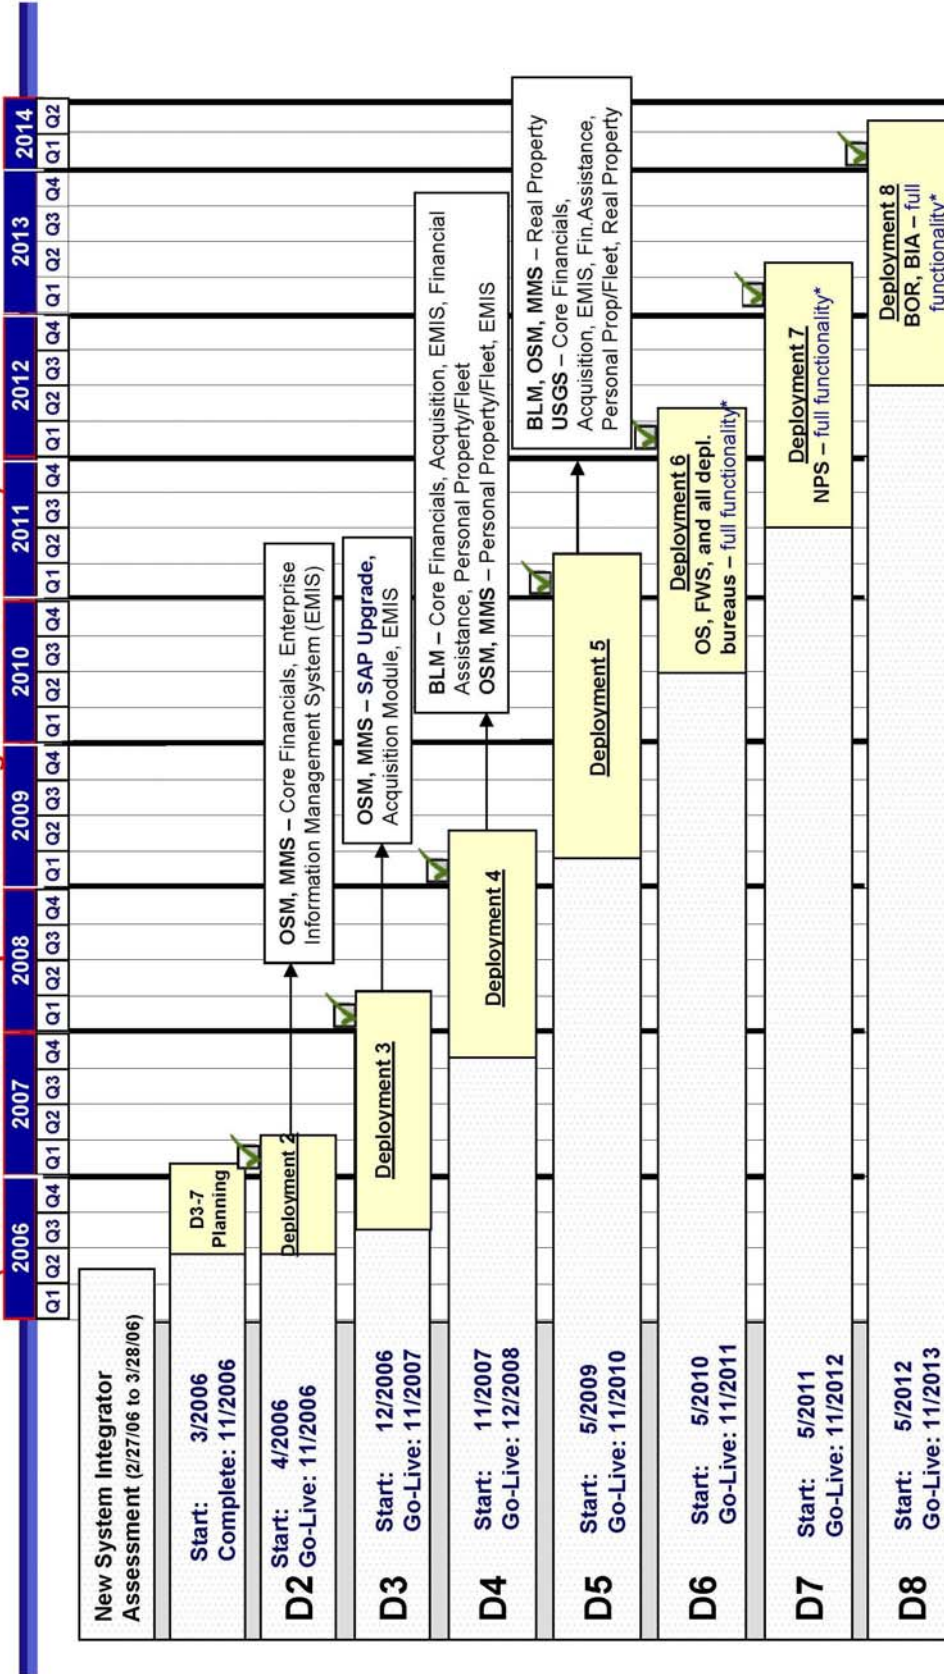 2006 2007 2008 2009 2010 2011 2012 2013 2014
Q1 Q2 Q3 Q4 Q1 Q2 Q3 Q4 Q1 Q2 Q3 Q4 Q1 Q2 Q3 Q4 Q1 Q2 Q3 Q4 Q1 Q2 Q3 Q4 Q1 Q2 Q3 Q4 Q1 Q2 Q3 Q4 Q1 Q2
New System Integrator
Assessment (2/27/06 to 3/28/06)
Start: 3/2006
Complete: 11/2006
D3-7
Planning
D2
Start: 4/2006
Go-Live: 11/2006
Deployment 2
OSM, MMS – Core Financials, Enterprise
Information Management System (EMIS)
D3
Start: 12/2006
Go-Live: 11/2007
Deployment 3
OSM, MMS – SAP Upgrade,
Acquisition Module, EMIS
D4
Start: 11/2007
Go-Live: 12/2008
Deployment 4
BLM – Core Financials, Acquisition, EMIS, Financial
Assistance, Personal Property/Fleet
OSM, MMS – Personal Property/Fleet, EMIS
D5
Start: 5/2009
Go-Live: 11/2010
Deployment 5
BLM, OSM, MMS – Real Property
USGS – Core Financials,
Acquisition, EMIS, Fin.Assistance,
Personal Prop/Fleet, Real Property
D6
Start: 5/2010
Go-Live: 11/2011
Deployment 6
OS, FWS, and all depl.
bureaus – full functionality*
D7
Start: 5/2011
Go-Live: 11/2012
Deployment 7
NPS – full functionality*
D8
Start: 5/2012
Go-Live: 11/2013
Deployment 8
BOR, BIA – full
functionality*